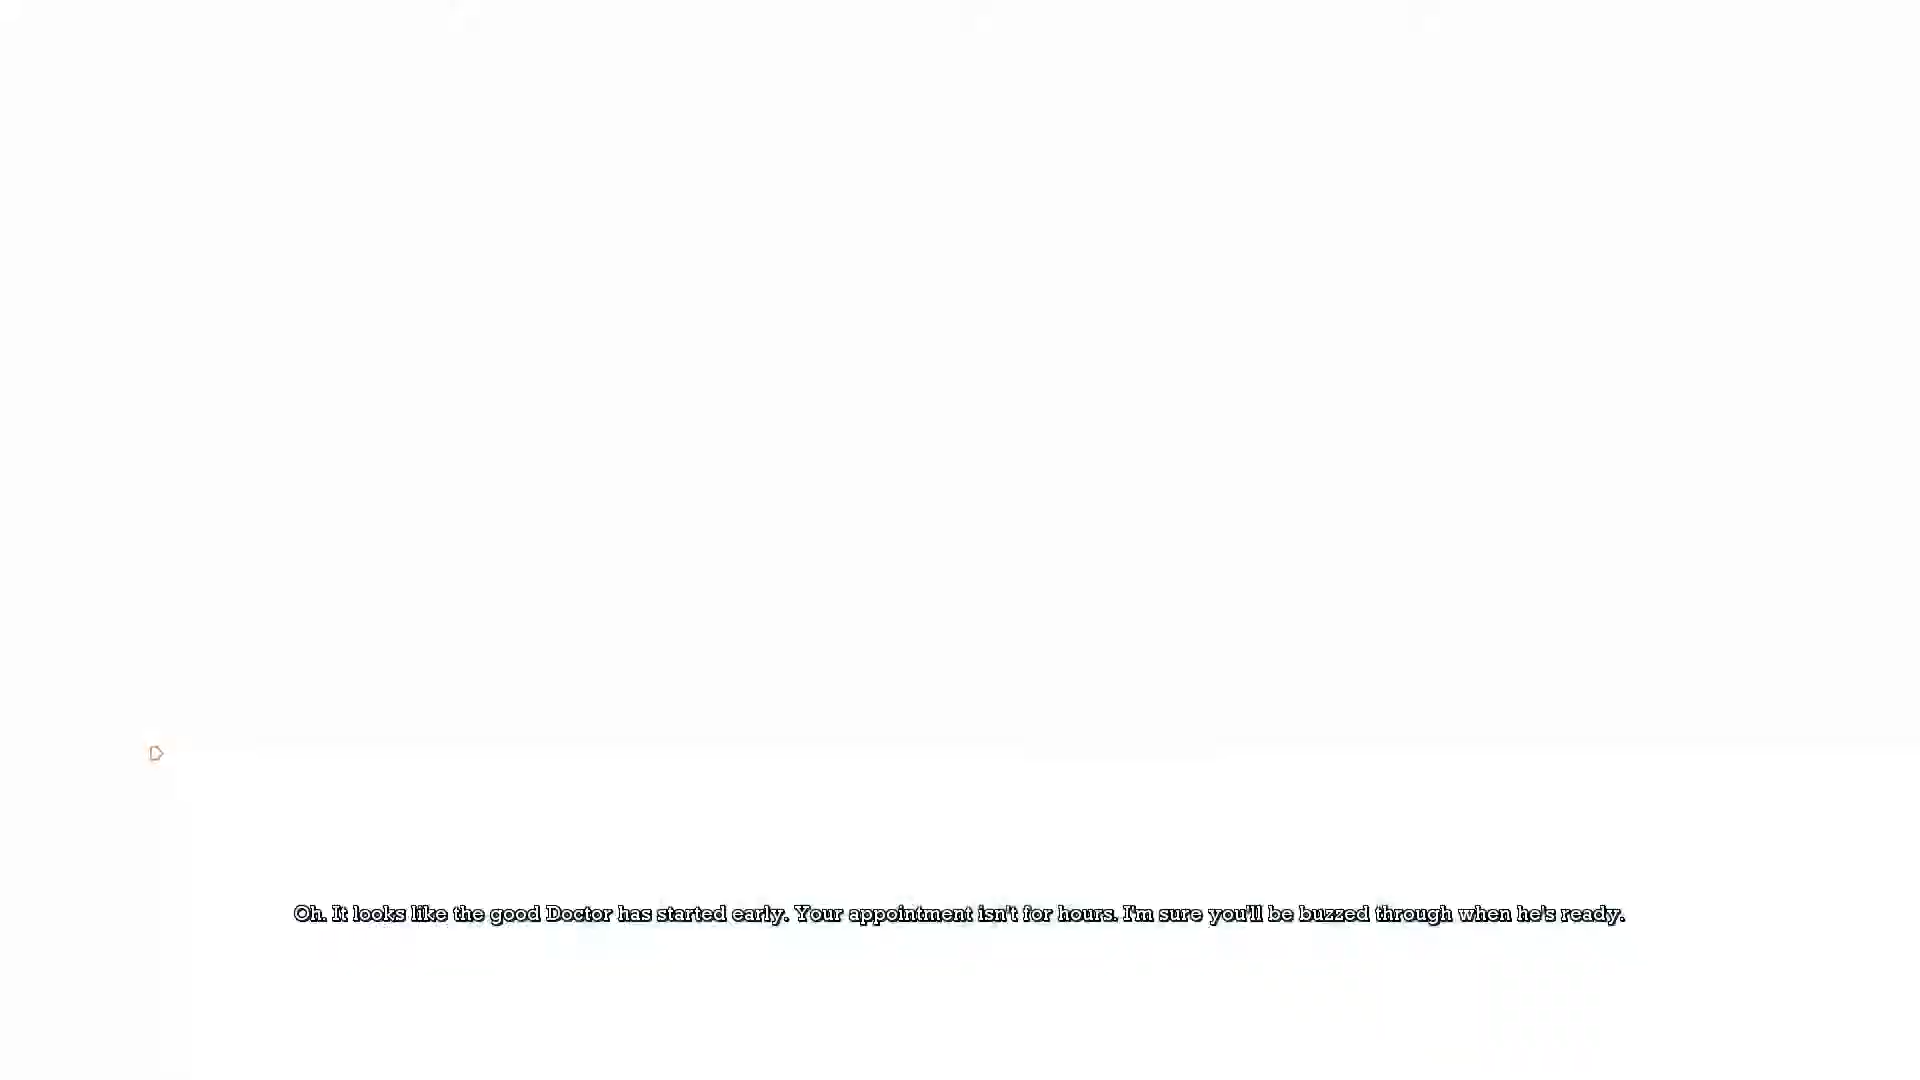 Oh. It looks like the good Doctor has started early. Your appointment isn't for hours. I'm sure you'll be buzzed through when he's ready.